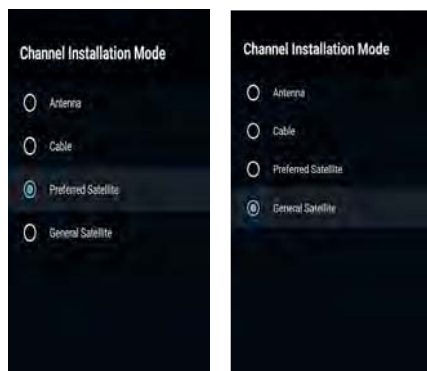 Channel Installation Mode
Antenna
Cable
Preferred Satellite
General Satellite
Channel Installation Mode
Antenna
Cable
Preferred Satellite
General Satellite